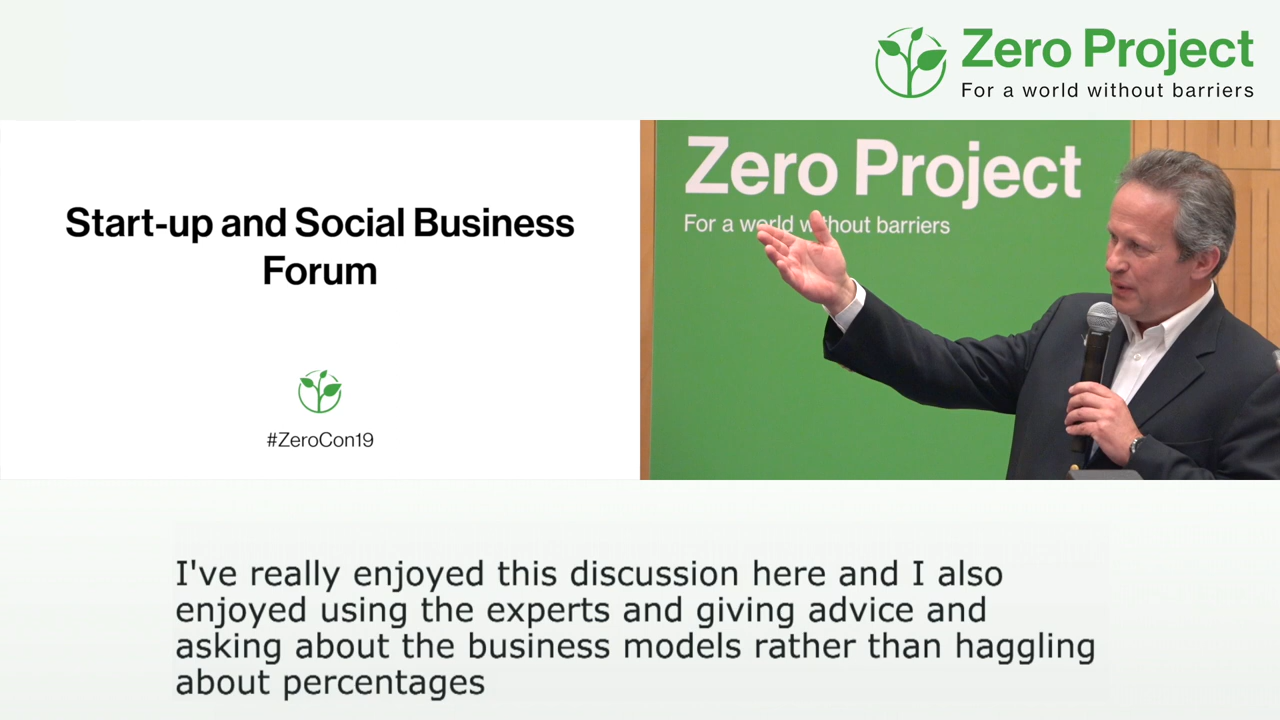 Zero Project
For a world without barriers
Start-up and Social Business
Forum
#ZeroCon19
Zero Project
For a world without barriers
I've really enjoyed this discussion here and I also
enjoyed using the experts and giving advice and
asking about the business models rather than haggling
about percentages